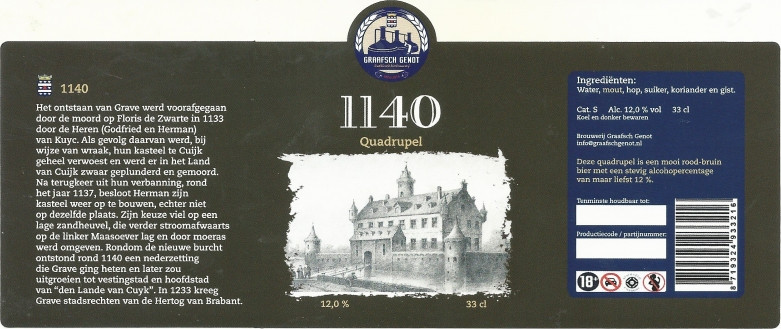 GRAAFSCH GENOT
1140
Het ontstaan van Grave werd voorafgegaan
door de moord op Floris de Zwarte in 1133
door de Heren (Godfried en Herman)
van Kuyc. Als gevolg daarvan werd, bij
wijze van wraak, hun kasteel te Cuijk
geheel verwoest en werd er in het Land
van Cuijk zwaar geplunderd en gemoord.
Na terugkeer uit hun verbanning, rond
het jaar 1137, besloot Herman zijn
kasteel weer op te bouwen, echter niet
op dezelfde plaats. Zijn keuze viel op een
lage zandheuvel, die verder stroomafwaarts
op de linker Maasoever lag en door moeras
werd omgeven. Rondom de nieuwe burcht
ontstond rond 1140 een nederzetting
die Grave ging heten en later zou
uitgroeien tot vestingstad en hoofdstad
van “den Lande van Cuyk”. In 1233 kreeg
Grave stadsrechten van de Hertog van Brabant.
1140
Quadrupel
12,0 % 33 cl
Ingrediënten:
Water, mout, hop, suiker, koriander en gist.
Cat. S Alc. 12,0 % vol 33 cl
Koel en donker bewaren
Brouwerij Graafsch Genot
info@graafschgenot.nl
Deze quadrupel is een mooi rood-bruin
bier met een stevig alcoholpercentage
van maar liefst 12 %.
Tenminste houdbaar tot:
Productiecode / partijnummer:
18+
8 719324 933216